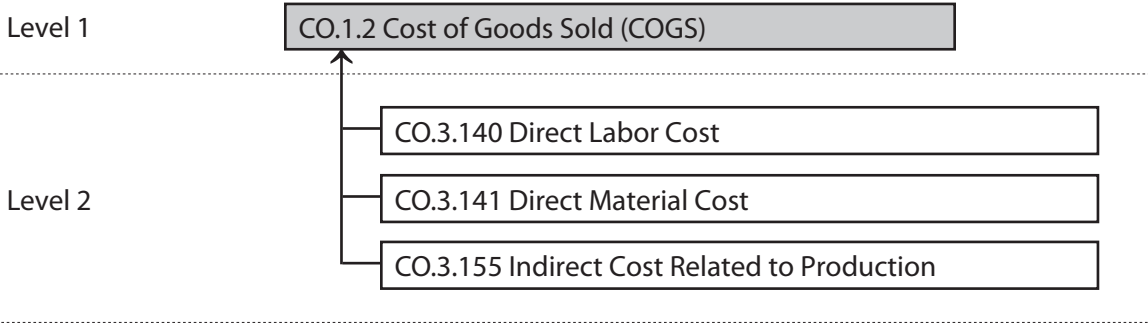 Level 1
CO.1.2 Cost of Goods Sold (COGS)
CO.3.140 Direct Labor Cost
Level 2
CO.3.141 Direct Material Cost
CO.3.155 Indirect Cost Related to Production